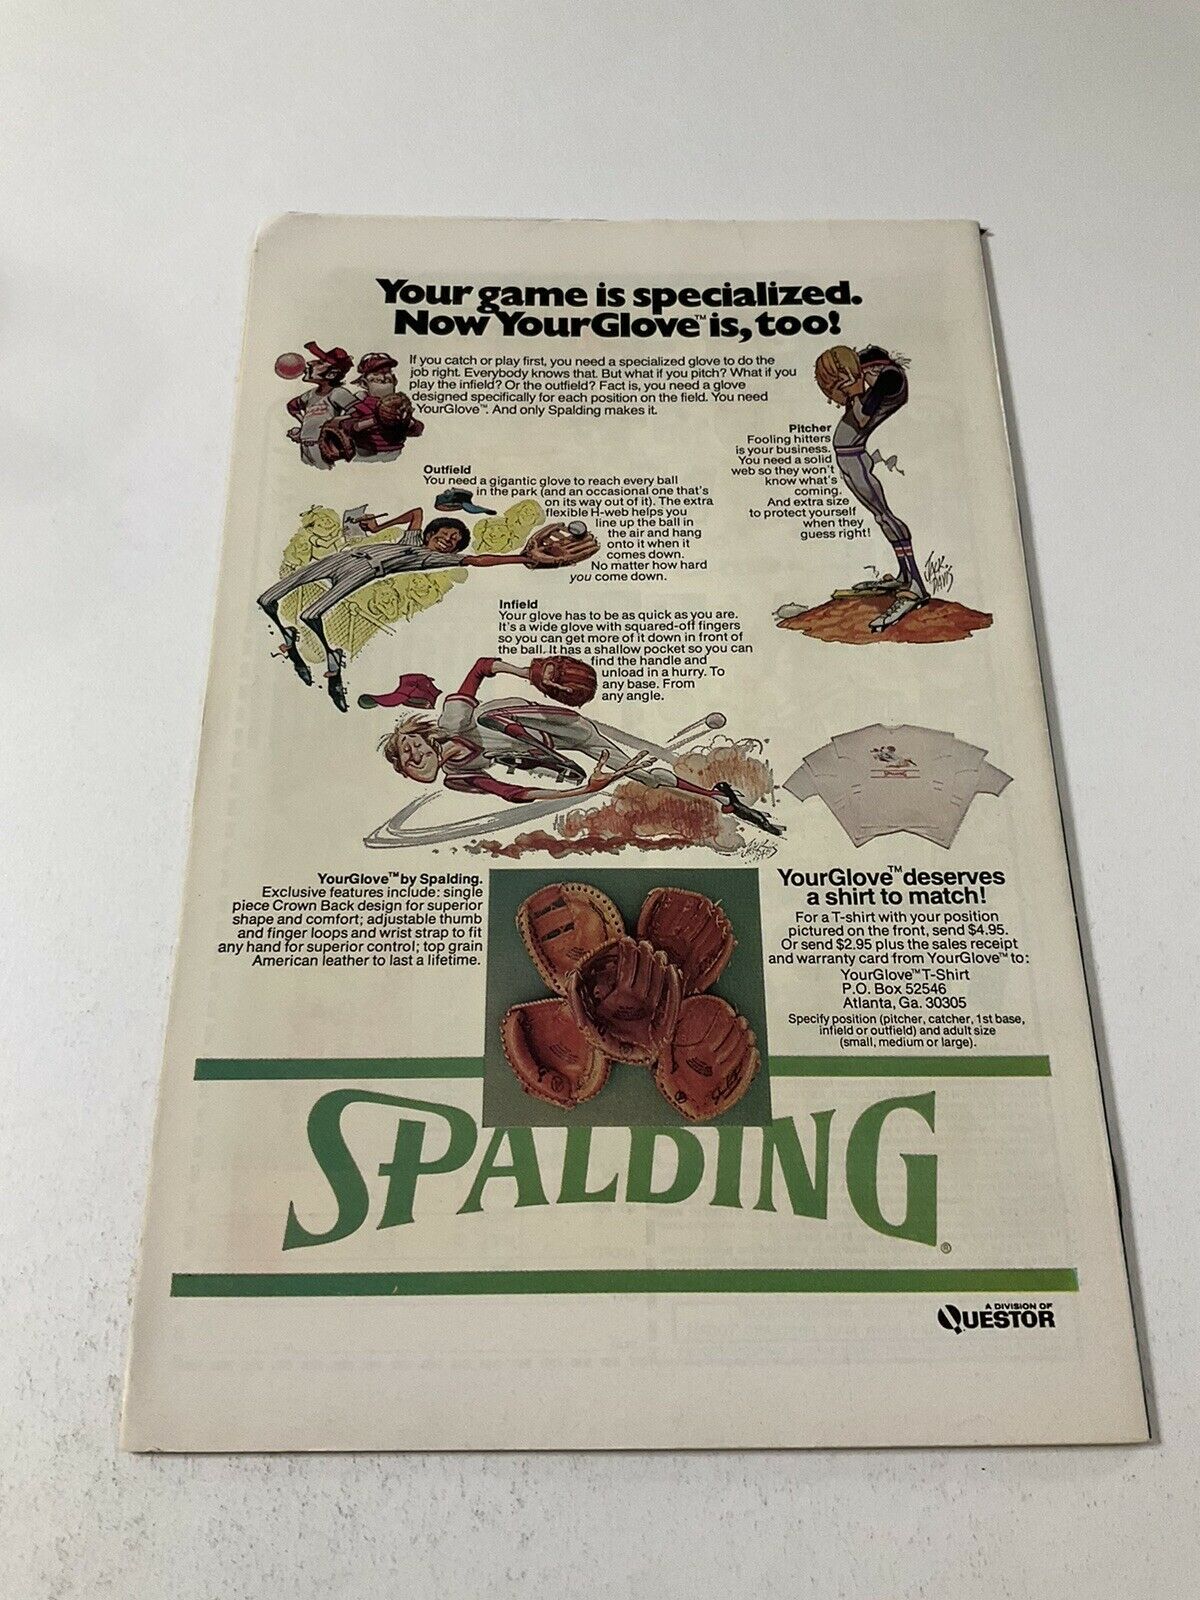 Your game is specialized.
Now YourGlove™ is, too!
If you catch or play first, you need a specialized glove to do the
job right. Everybody knows that. But what if you pitch? What if you
play the infield? Or the outfield? Fact is, you need a glove
designed specifically for each position on the field. You need
YourGlove™. And only Spalding makes it.
Pitcher
Fooling hitters
is your business.
You need a solid
web so they won't
know what's
coming.
And extra size
to protect yourself
when they
guess right!
JACK
DAVIS
Outfield
You need a gigantic glove to reach every ball
in the park (and an occasional one that's
on its way out of it). The extra
flexible H-web helps you
line up the ball in
the air and hang
onto it when it
comes down.
No matter how hard
you come down.
Infield
Your glove has to be as quick as you are.
It's a wide glove with squared-off fingers
so you can get more of it down in front of
the ball. It has a shallow pocket so you can
find the handle and
unload in a hurry. To
any base. From
any angle.
SPALDING
YourGlove™ by Spalding.
Exclusive features include: single
piece Crown Back design for superior
shape and comfort; adjustable thumb
and finger loops and wrist strap to fit
any hand for superior control; top grain
American leather to last a lifetime.
YourGlove™ deserves
a shirt to match!
For a T-shirt with your position
pictured on the front, send $4.95.
Or send $2.95 plus the sales receipt
and warranty card from YourGlove™ to:
YourGlove™ T-Shirt
P.O. Box 52546
Atlanta, Ga. 30305
Specify position (pitcher, catcher, 1st base,
infield or outfield) and adult size
(small, medium or large).
SPALDING®
A DIVISION OF
QUESTOR